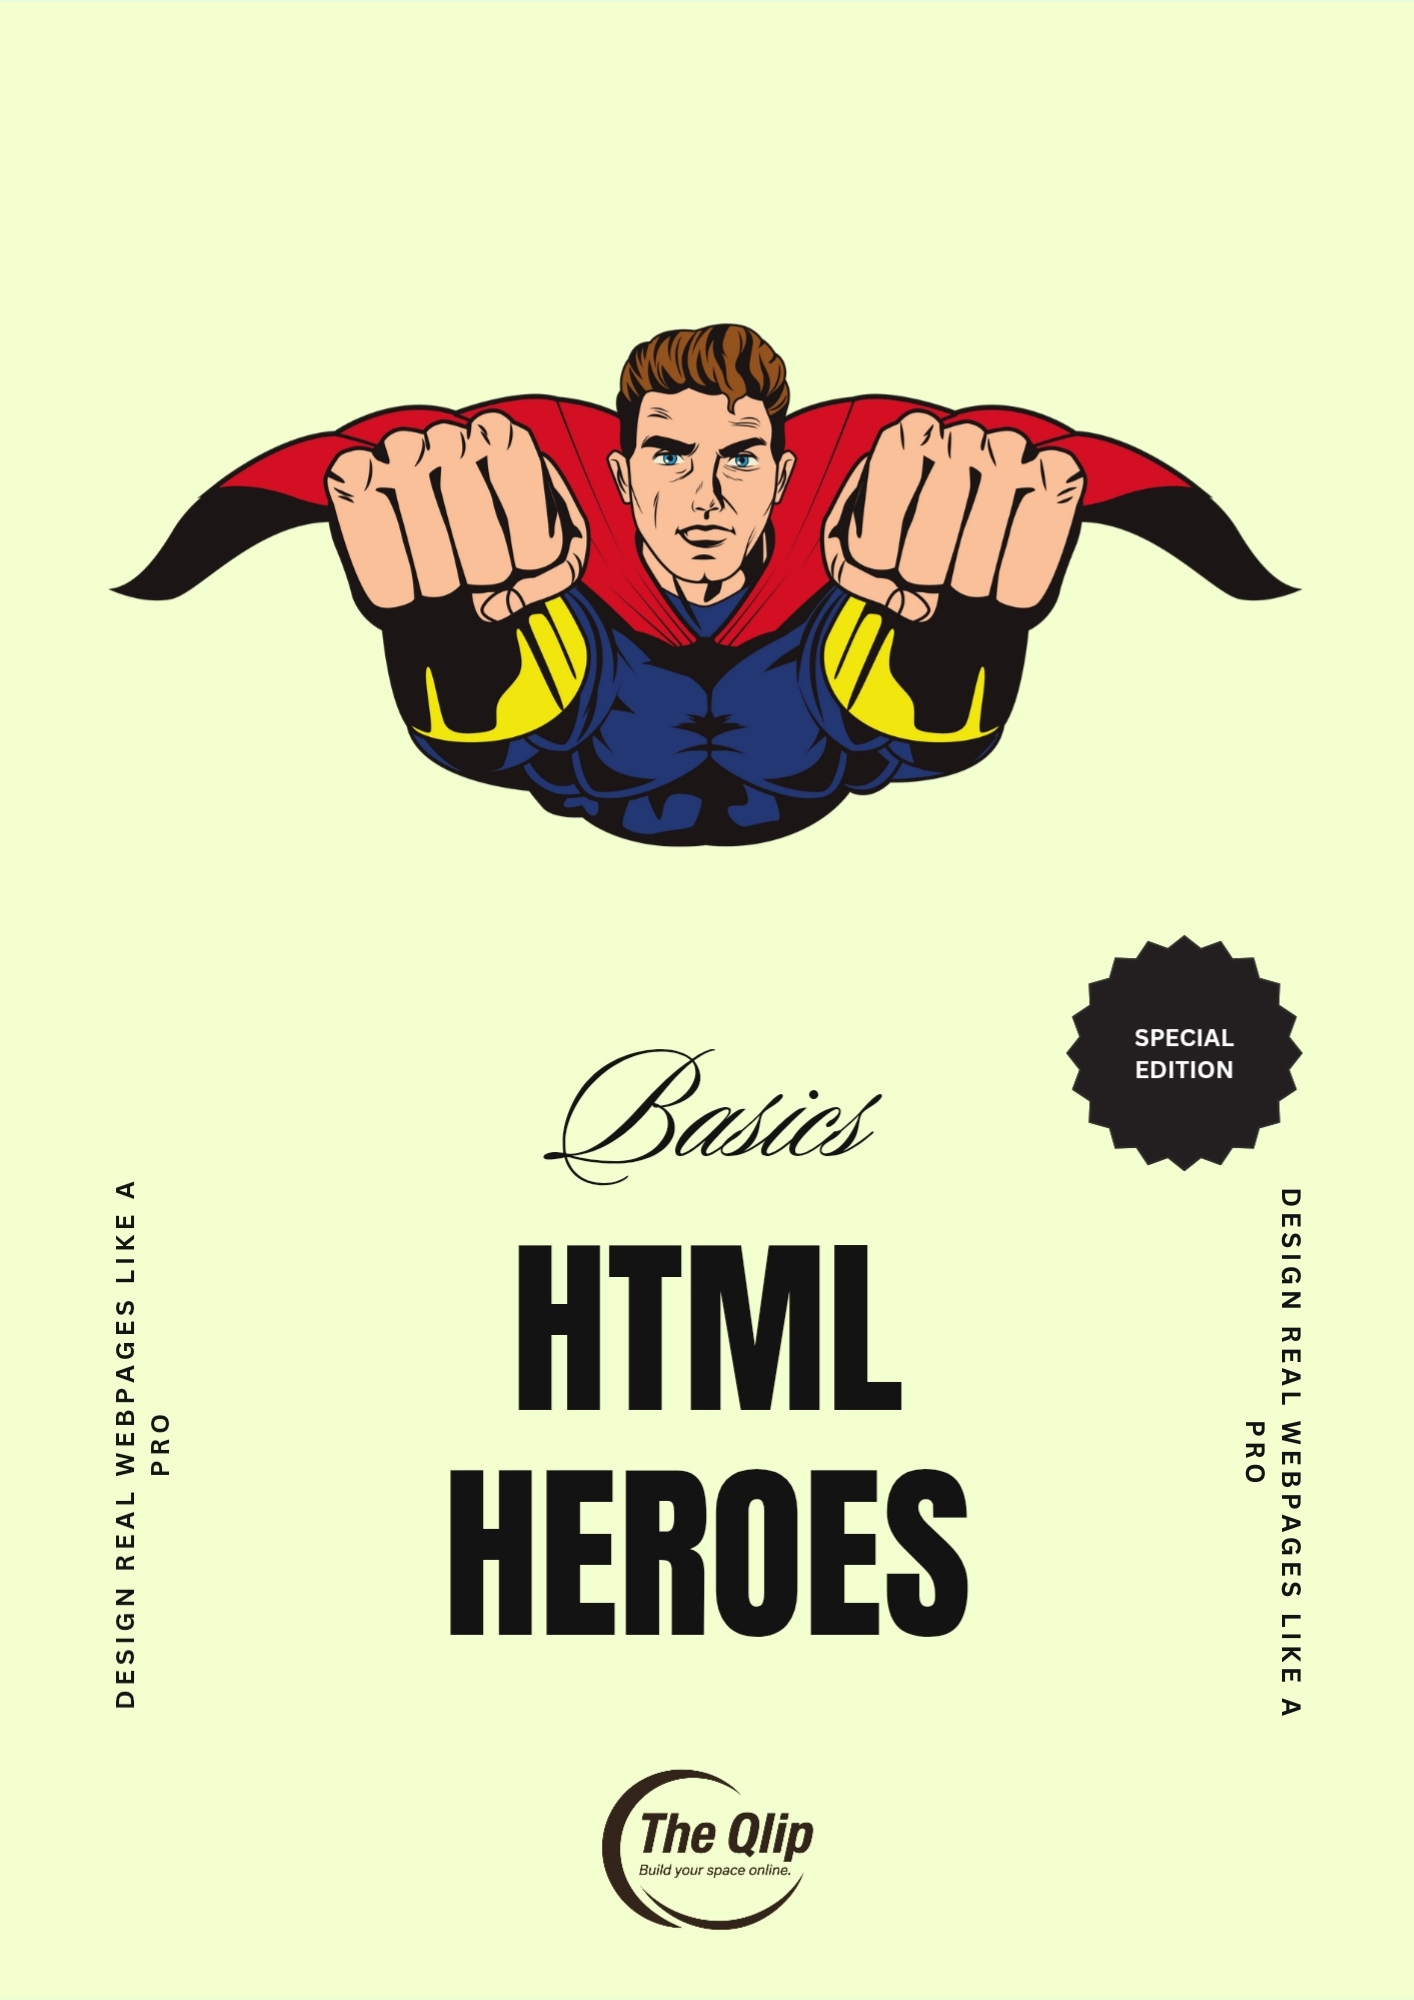 SPECIAL
EDITION
Basics
HTML
HEROES
DESIGN REAL WEBPAGES LIKE A
PRO
DESIGN REAL WEBPAGES LIKE A
PRO
The Qlip
Build your space online.